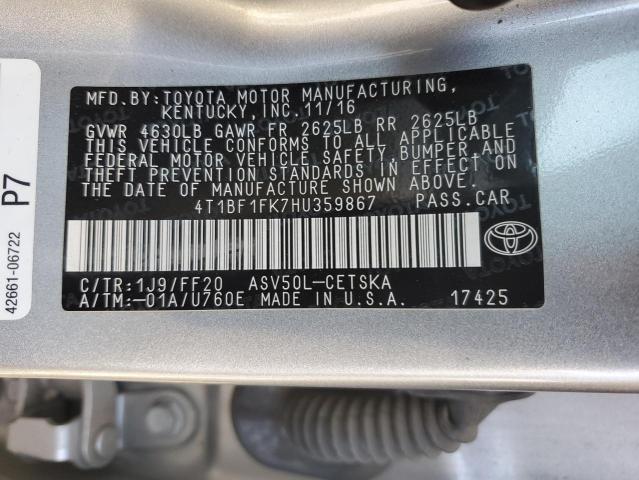 MFD. BY: TOYOTA MOTOR MANUFACTURING,
KENTUCKY, INC. 11/16
GVWR 4630LB GAWR FR 2625LB RR 2625LB
THIS VEHICLE CONFORMS TO ALL APPLICABLE
FEDERAL MOTOR VEHICLE SAFETY, BUMPER, AND
THEFT PREVENTION STANDARDS IN EFFECT ON
THE DATE OF MANUFACTURE SHOWN ABOVE.
4T1BF1FK7HU359867 PASS. CAR
C/TR: 1J9/FF20 ASV50L-CETSKA
A/TM: -01A/U760E MADE IN U.S.A. 17425
P7
42661-06722